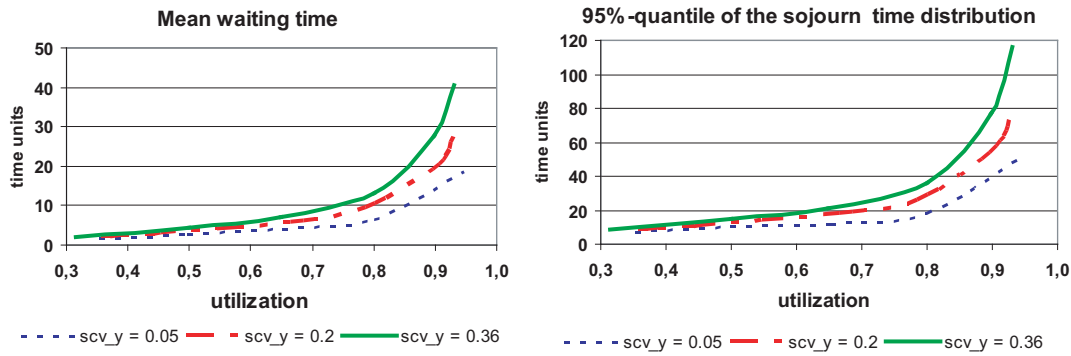 Mean waiting time
time units
50
40
30
20
10
0
0,3 0,4 0,5 0,6 0,7 0,8 0,9 1,0
utilization
scv_y = 0.05 scv_y = 0.2 scv_y = 0.36
95%-quantile of the sojourn time distribution
time units
120
100
80
60
40
20
0
0,3 0,4 0,5 0,6 0,7 0,8 0,9 1,0
utilization
scv_y = 0.05 scv_y = 0.2 scv_y = 0.36